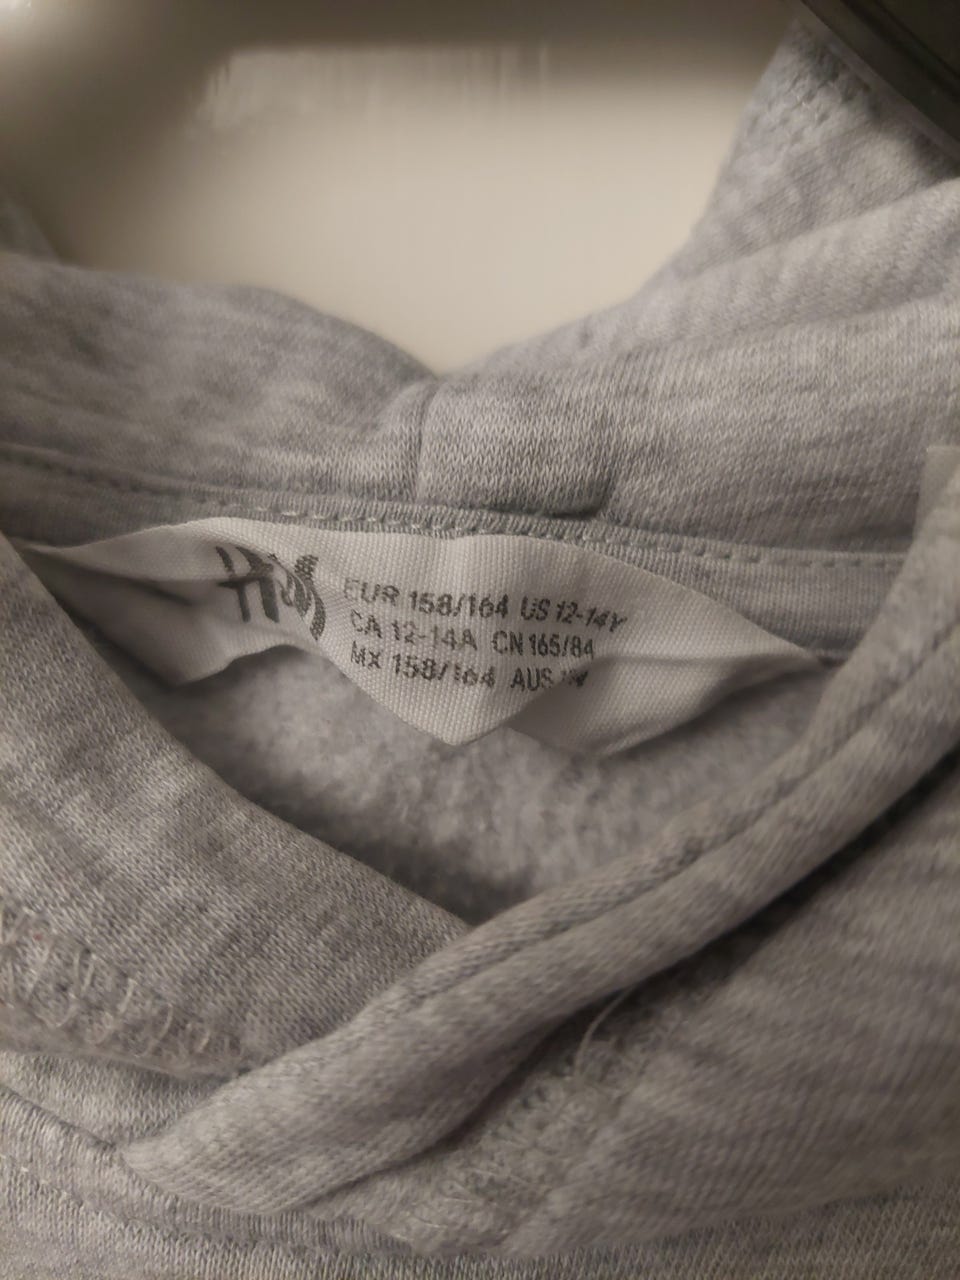 H&M
EUR 158/164 US 12-14Y
CA 12-14A CN 165/84
MX 158/164 AUS